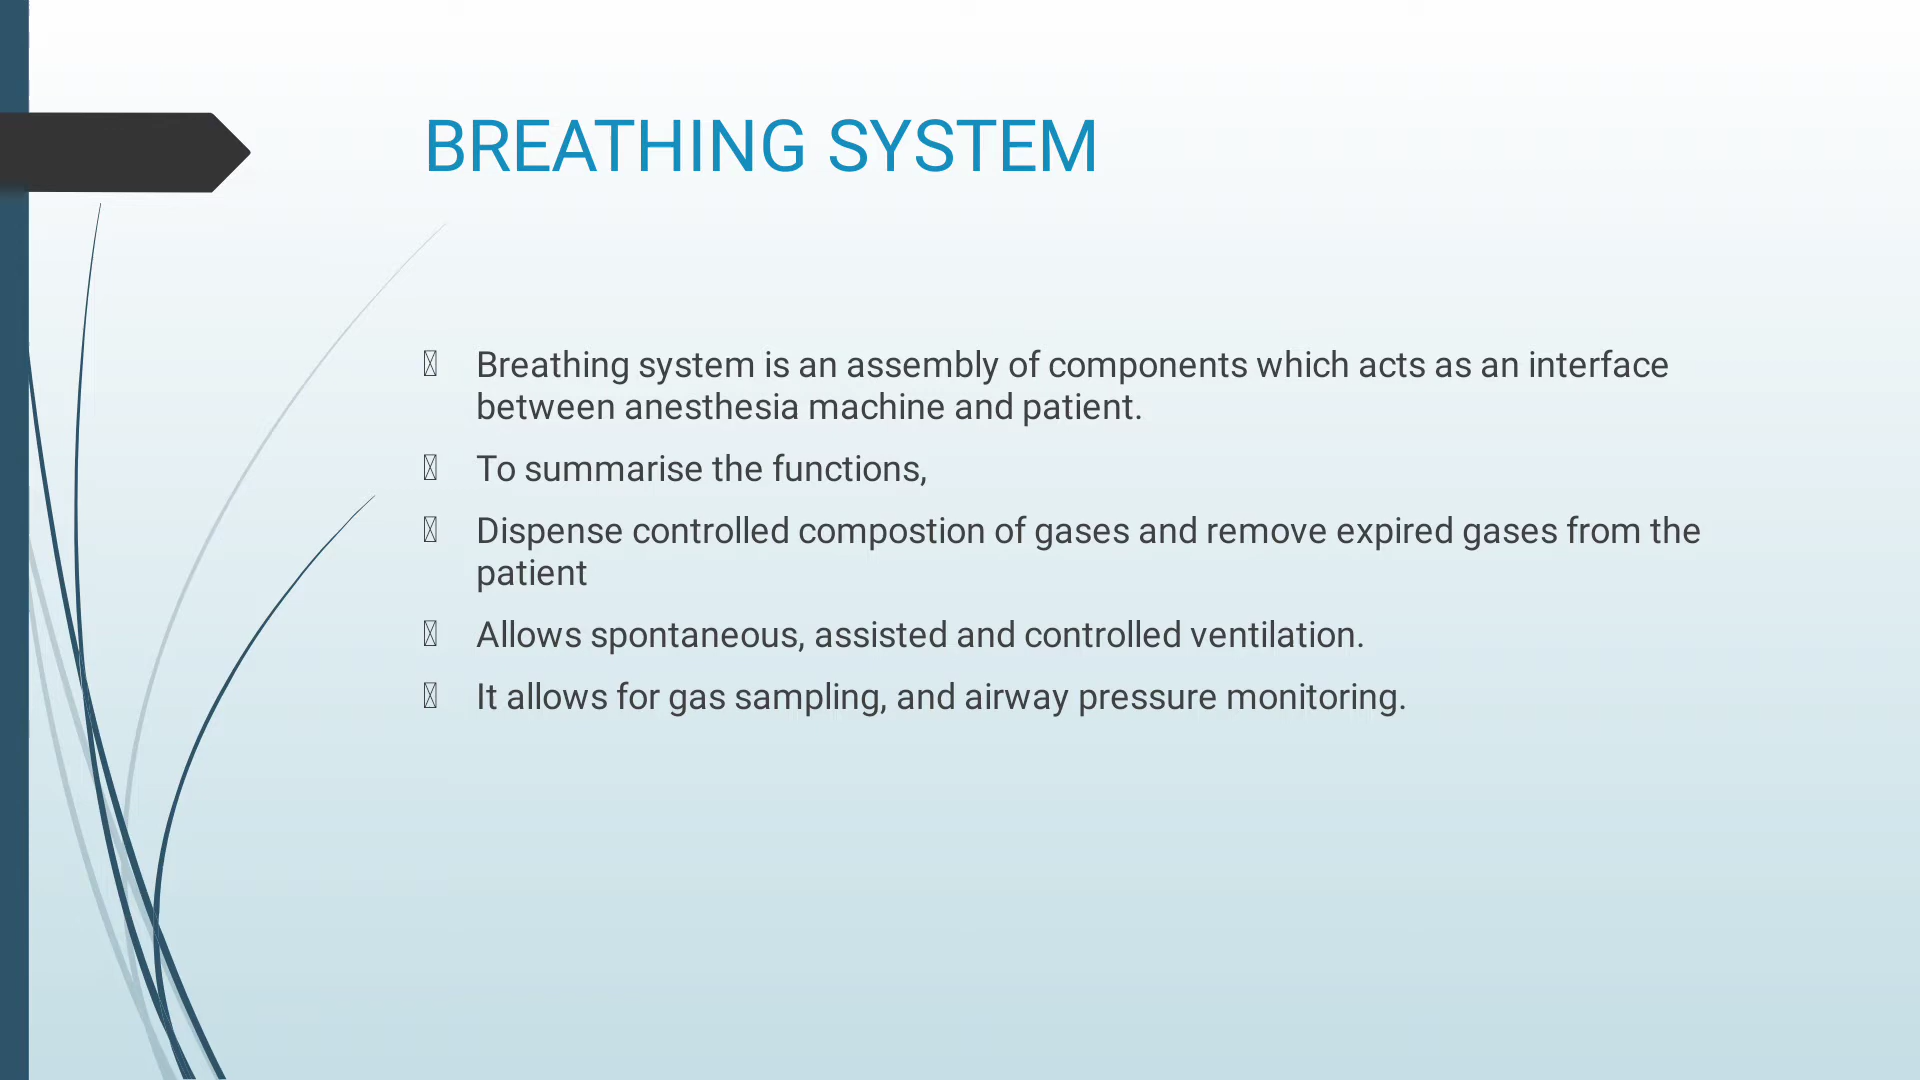 BREATHING SYSTEM
Breathing system is an assembly of components which acts as an interface
between anesthesia machine and patient.
To summarise the functions,
Dispense controlled compostion of gases and remove expired gases from the
patient
Allows spontaneous, assisted and controlled ventilation.
It allows for gas sampling, and airway pressure monitoring.